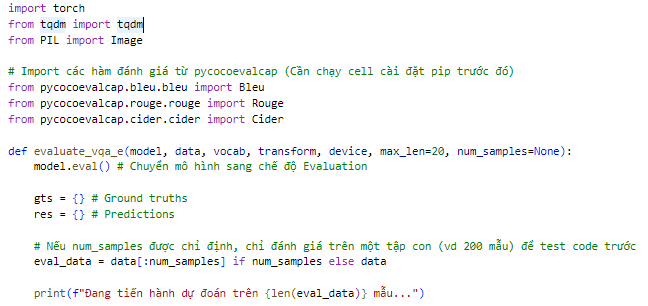 import torch
from tqdm import tqdm
from PIL import Image
# Import các hàm đánh giá từ pycocoevalcap (Cần chạy cell cài đặt pip trước đó)
from pycocoevalcap.bleu.bleu import Bleu
from pycocoevalcap.rouge.rouge import Rouge
from pycocoevalcap.cider.cider import Cider
def evaluate_vqa_e(model, data, vocab, transform, device, max_len=20, num_samples=None):
    model.eval() # Chuyển mô hình sang chế độ Evaluation
    gts = {} # Ground truths
    res = {} # Predictions
    # Nếu num_samples được chỉ định, chỉ đánh giá trên một tập con (vd 200 mẫu) để test code trước
    eval_data = data[:num_samples] if num_samples else data
    print(f"Đang tiến hành dự đoán trên {len(eval_data)} mẫu...")